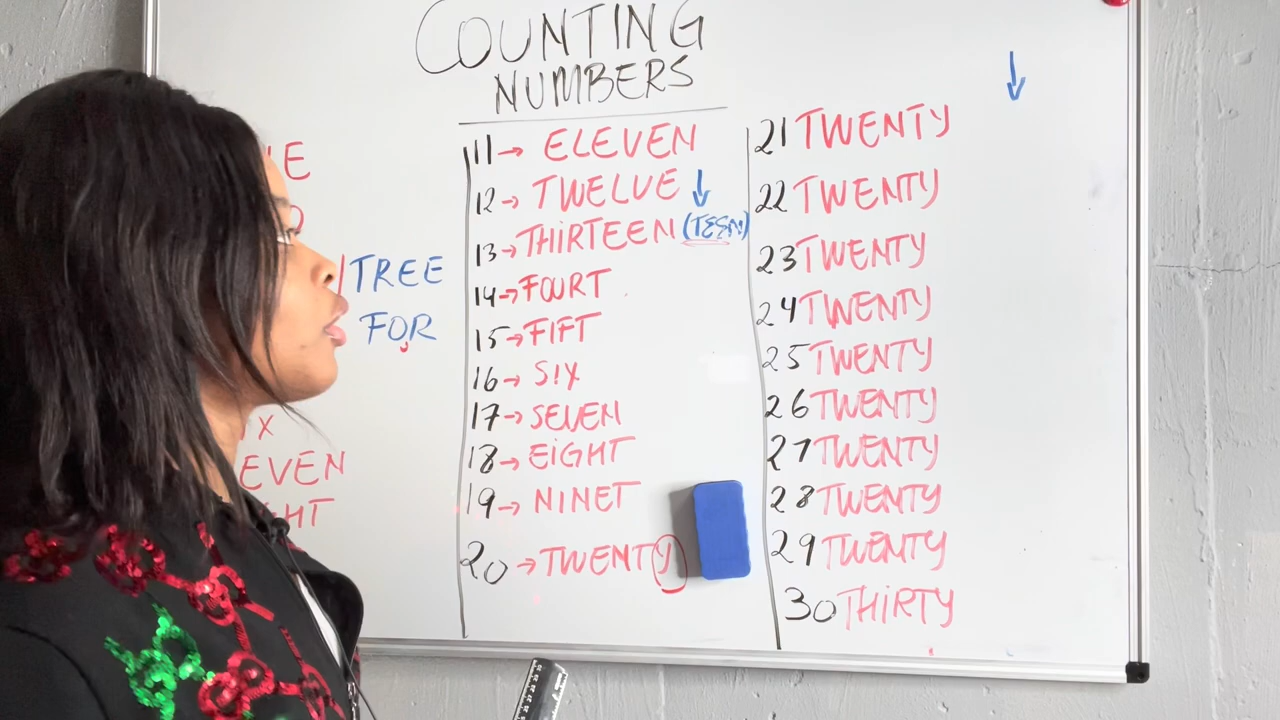 COUNTING
NUMBERS
TREE
FOR
EVEN
11→ ELEVEN
12→ TWELVE
13→THIRTEEN (TEEN)
14→FOURT
15→FIFT
16→ SIX
17→ SEVEN
18→ EIGHT
19→ NINET
20→TWENTY
21 TWENTY
22 TWENTY
23 TWENTY
24 TWENTY
25 TWENTY
26 TWENTY
27 TWENTY
28 TWENTY
29 TWENTY
30 THIRTY